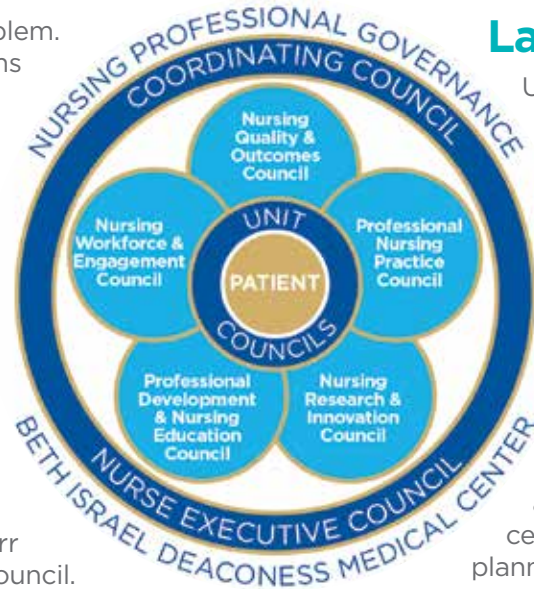 olem.
ns
La
U
NURSING PROFESSIONAL GOVERNANCE
COORDINATING COUNCIL
Nursing
Quality &
Outcomes
Council
Nursing
Workforce &
Engagement
Council
UNIT
PATIENT
COUNCILS
Professional
Nursing
Practice
Council
Professional
Development
& Nursing
Education
Council
Nursing
Research &
Innovation
Council
NURSE EXECUTIVE COUNCIL
BETH ISRAEL DEACONESS MEDICAL CENTER
rr
ouncil.
ce
plann